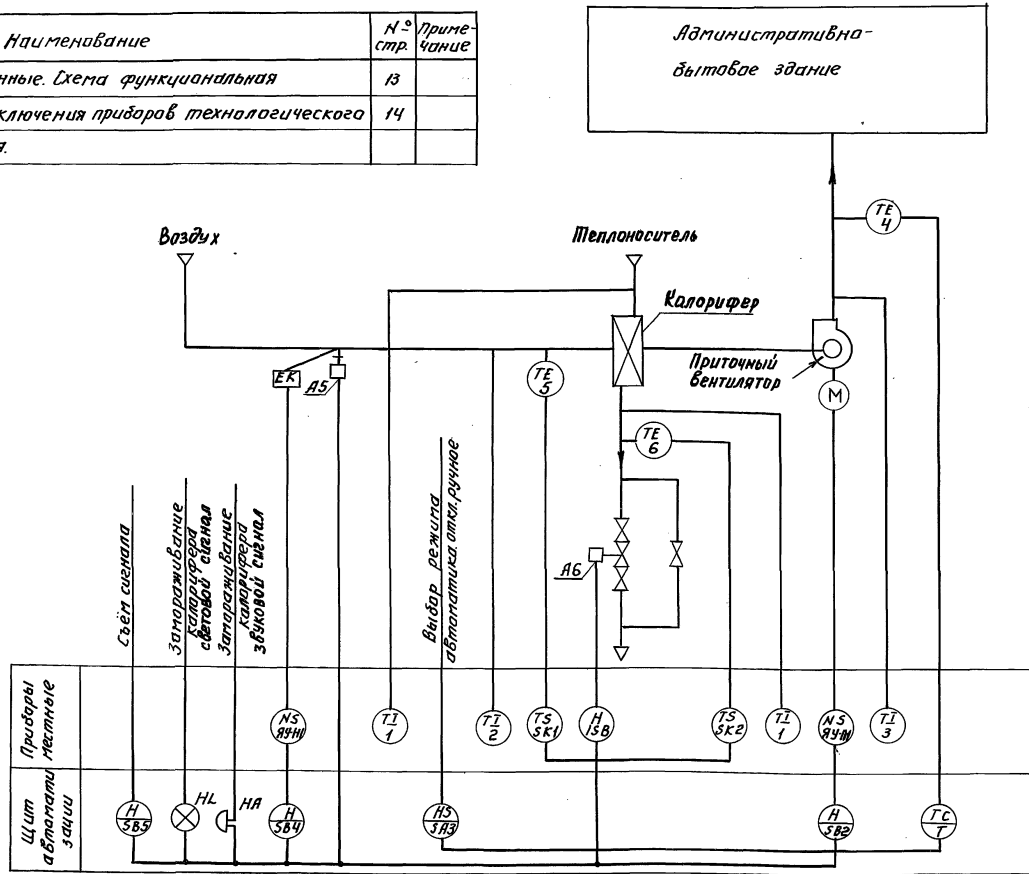 Наименование
№ стр.
Приме-
чание
нные. Схема функциональная
13
ключения приборов технологического
14
я.
Административно-
бытовое здание
TE
4
Воздух
Теплоноситель
Калорифер
Приточный
вентилятор
M
EK
A5
TE
5
TE
6
A6
Съём сигнала
Замораживание
калорифера
световой сигнал
Замораживание
калорифера
звуковой сигнал
Выбор режима
автоматика.откл.ручное
Приборы
местные
NS
ЯУ-Ш
TI
1
TI
2
TS
SK1
H
1SB
TS
SK2
TI
1
NS
ЯУ-Ш
TI
3
Щит
автомати
зации
H
SB5
HL
HA
H
SB4
HS
SA3
H
SB2
TC
T